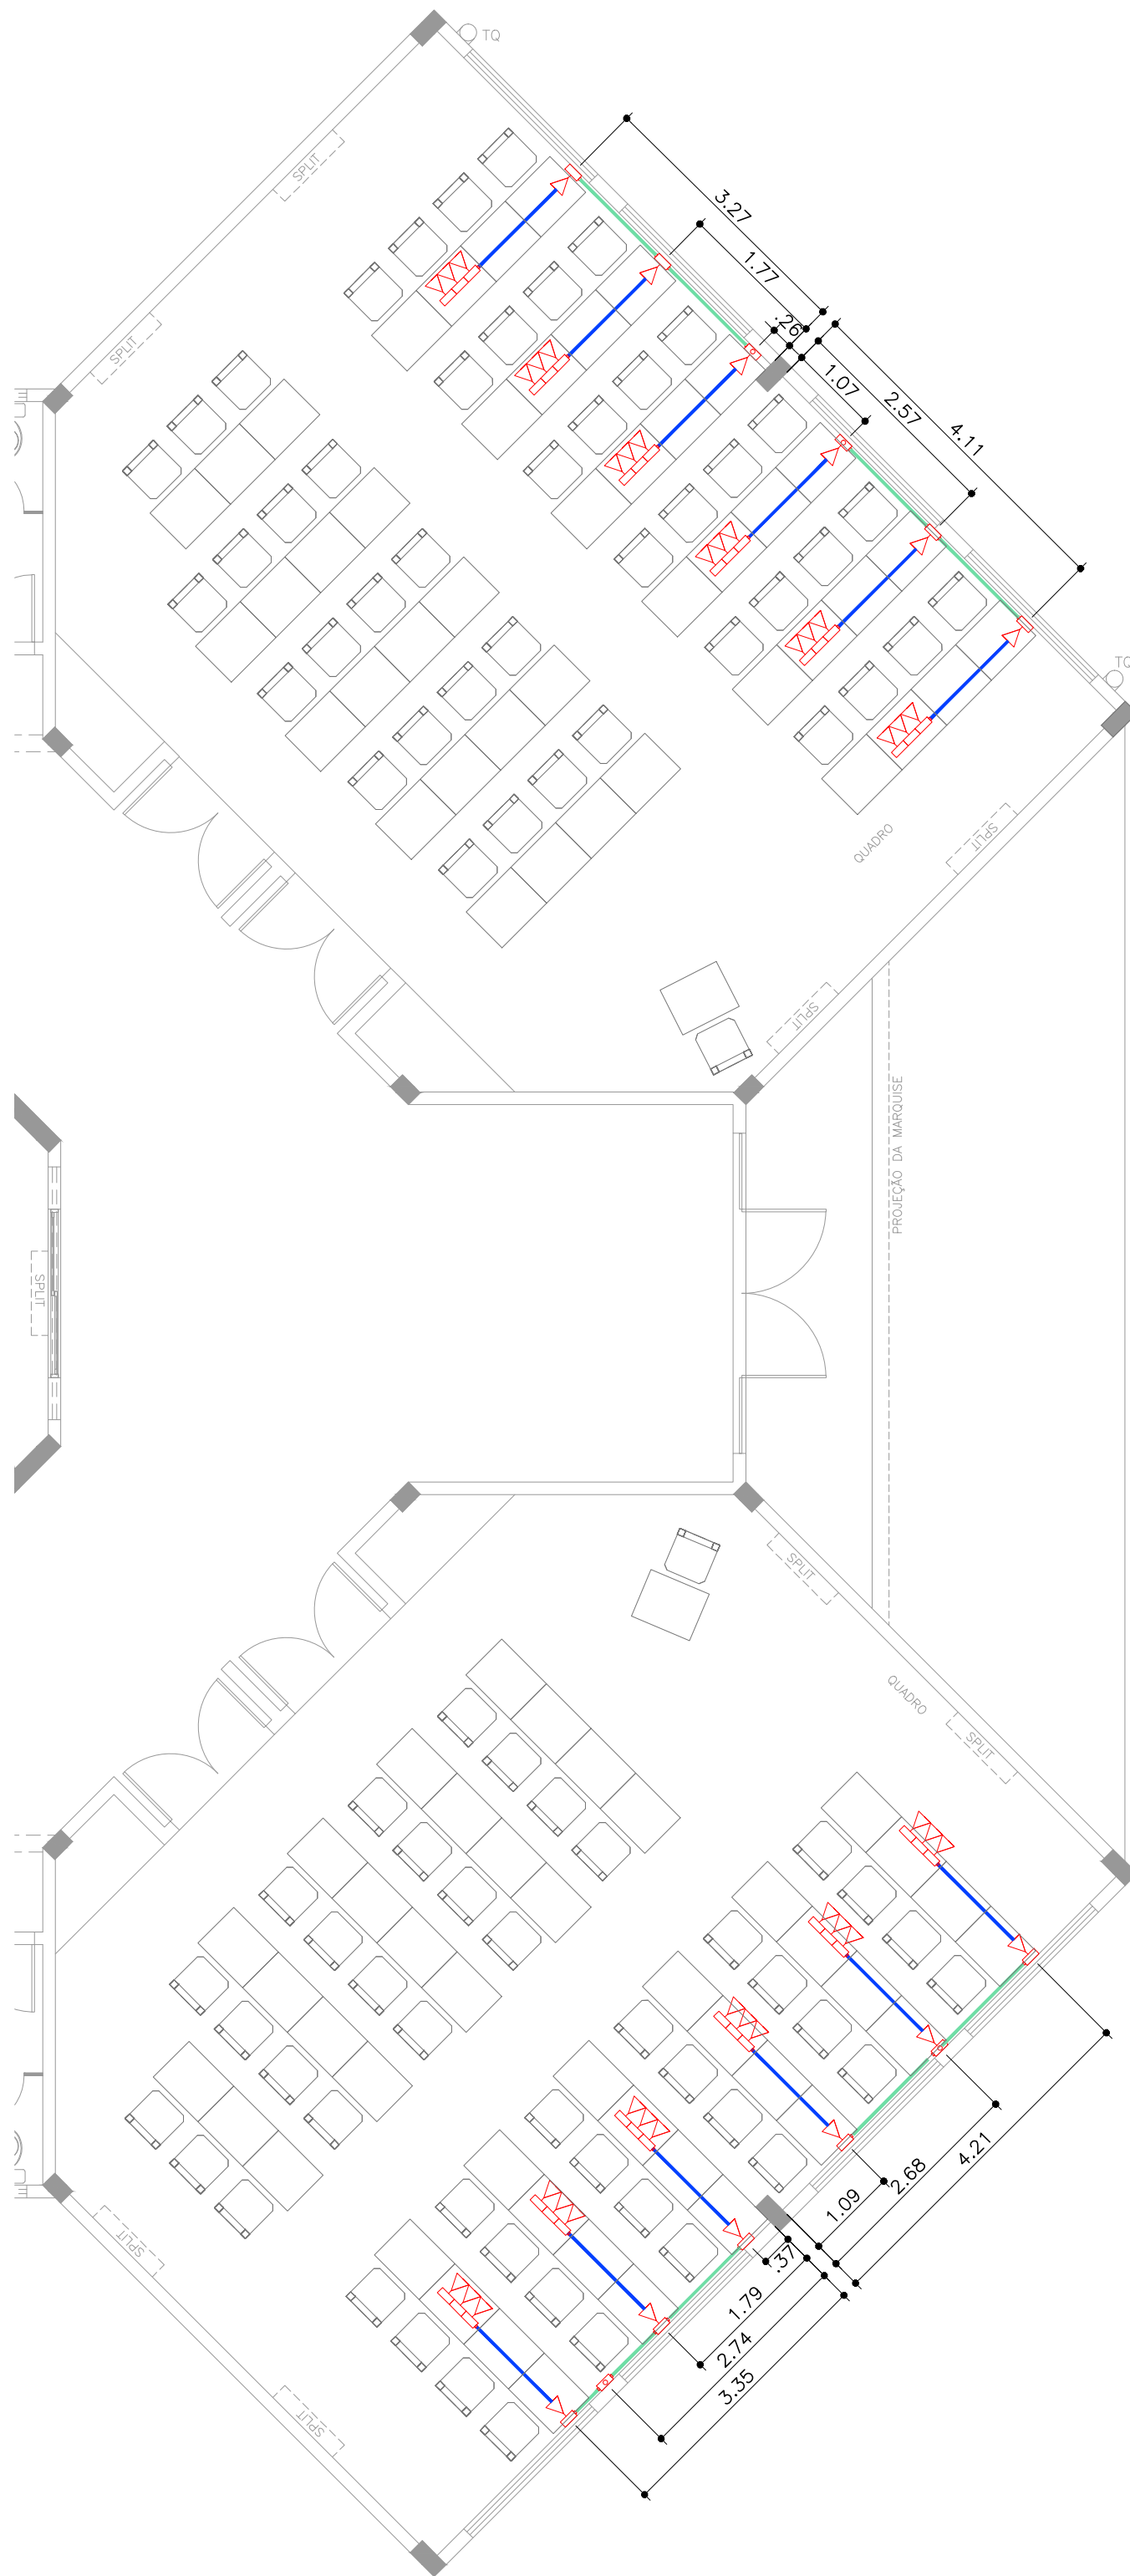 TQ
SPLIT
3.27
1.77
.26
SPLIT
1.07
2.57
4.11
TQ
QUADRO
SPLIT
SPLIT
PROJEÇÃO DA MARQUISE
SPLIT
SPLIT
QUADRO
SPLIT
4.21
2.68
1.09
.37
SPLIT
1.79
2.74
3.35
SPLIT